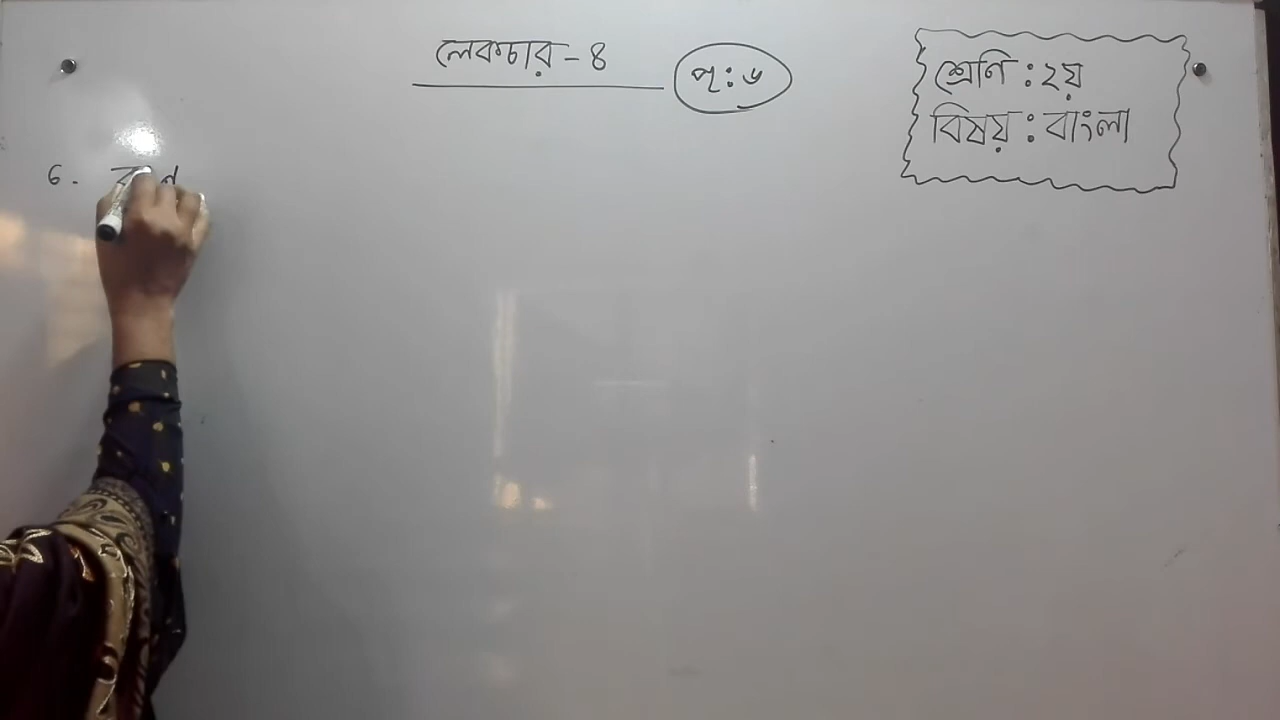 লেকচার - ৪
পৃ: ৬
শ্রেণি : ২য়
বিষয় : বাংলা
৬.